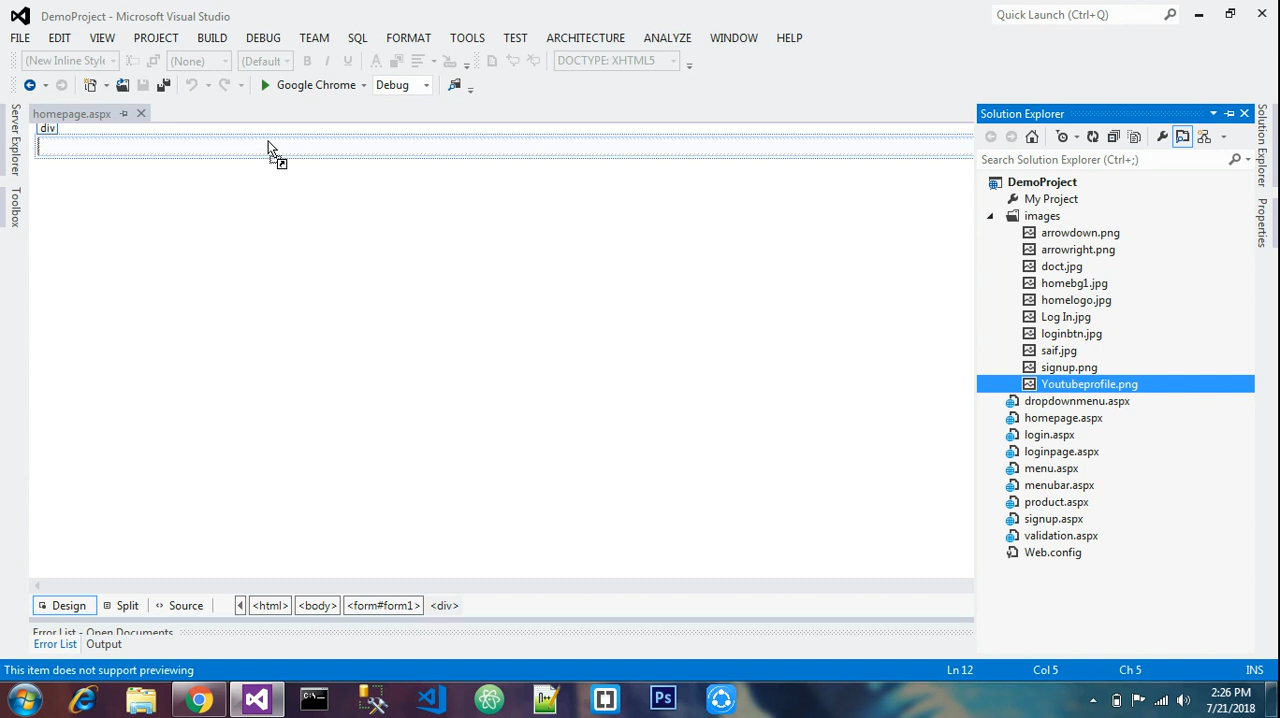 DemoProject - Microsoft Visual Studio
Quick Launch (Ctrl+Q)
FILE EDIT VIEW PROJECT BUILD DEBUG TEAM SQL FORMAT TOOLS TEST ARCHITECTURE ANALYZE WINDOW HELP
(New Inline Style (None) (Default B I U A DOCTYPE: XHTML5
Google Chrome Debug
homepage.aspx
div
Server Explorer
Toolbox
Solution Explorer
Search Solution Explorer (Ctrl+;)
DemoProject
My Project
images
arrowdown.png
arrowright.png
doct.jpg
homebg1.jpg
homelogo.jpg
Log In.jpg
loginbtn.jpg
saif.jpg
signup.png
Youtubeprofile.png
dropdownmenu.aspx
homepage.aspx
login.aspx
loginpage.aspx
menu.aspx
menubar.aspx
product.aspx
signup.aspx
validation.aspx
Web.config
Solution Explorer
Properties
Design Split Source <html> <body> <form#form1> <div>
Error List - Open Documents
Error List Output
This item does not support previewing Ln 12 Col 5 Ch 5 INS
Ps
2:26 PM
7/21/2018